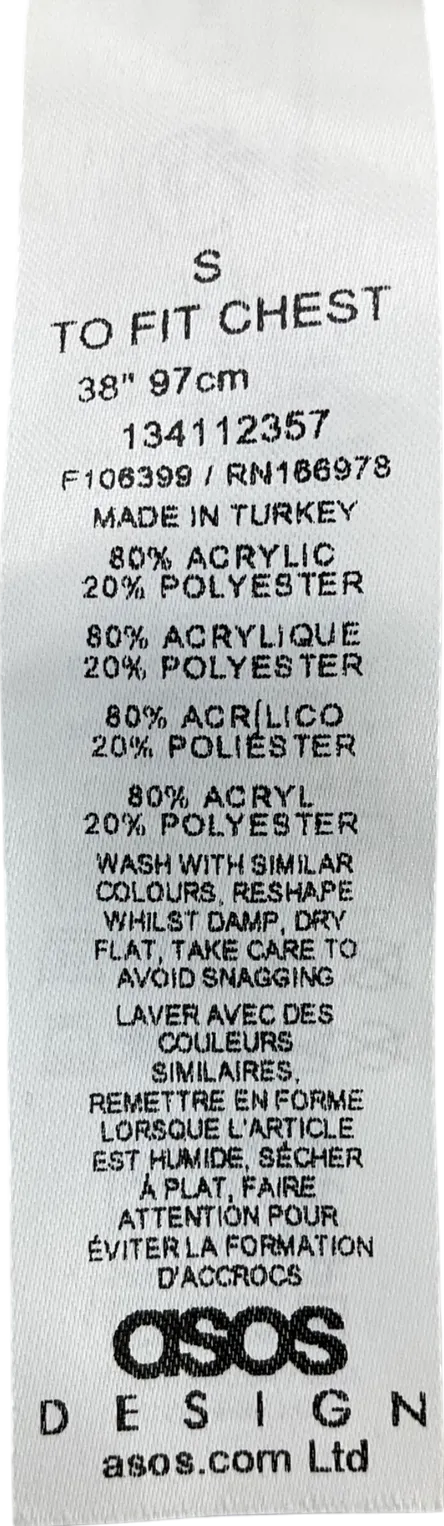 S
TO FIT CHEST
38" 97cm
134112357
F106399 / RN166978
MADE IN TURKEY
80% ACRYLIC
20% POLYESTER
80% ACRYLIQUE
20% POLYESTER
80% ACRÍLICO
20% POLIÉSTER
80% ACRYL
20% POLYESTER
WASH WITH SIMILAR
COLOURS, RESHAPE
WHILST DAMP, DRY
FLAT, TAKE CARE TO
AVOID SNAGGING
LAVER AVEC DES
COULEURS
SIMILAIRES,
REMETTRE EN FORME
LORSQUE L'ARTICLE
EST HUMIDE, SÉCHER
À PLAT, FAIRE
ATTENTION POUR
ÉVITER LA FORMATION
D'ACCROCS
asos
DESIGN
asos.com Ltd